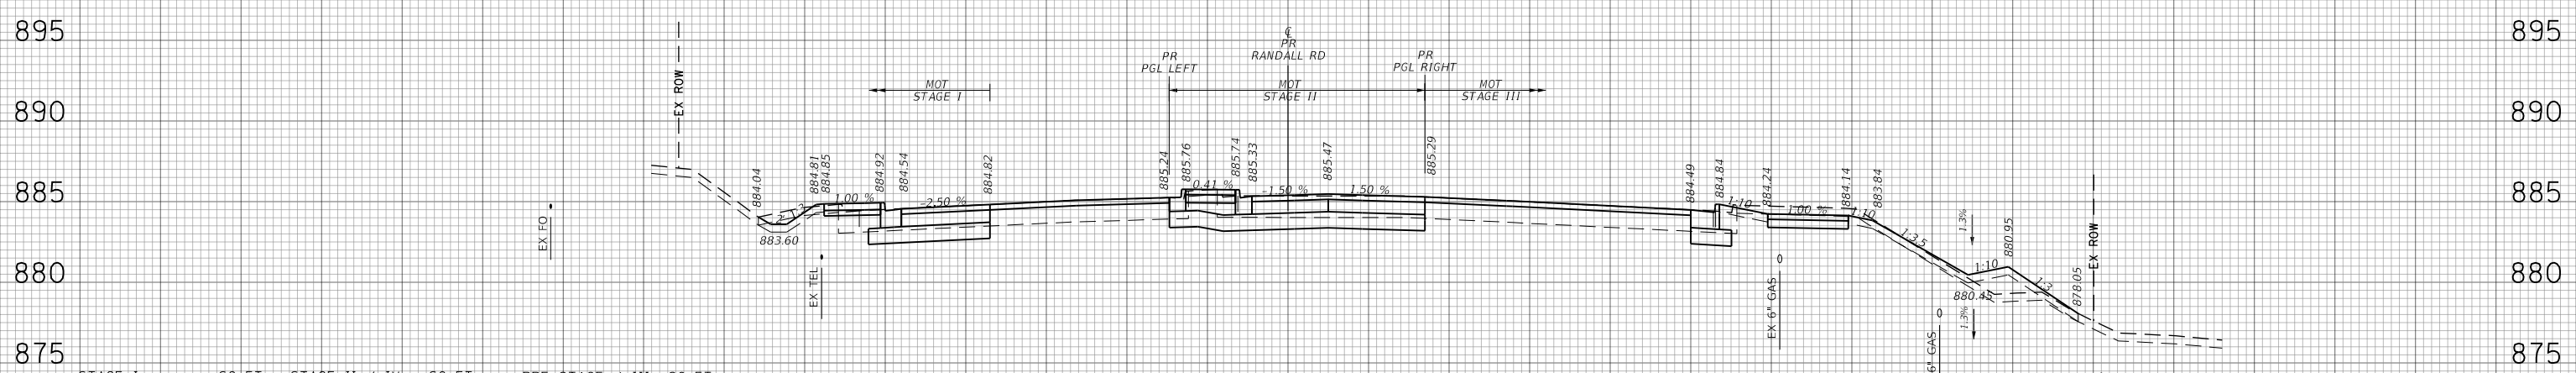 895
895
℄
PR
RANDALL RD
PR
PGL LEFT
PR
PGL RIGHT
EX ROW
MOT
STAGE I
MOT
STAGE II
MOT
STAGE III
890
890
884.04
884.81
884.85
884.92
884.54
884.82
885.24
885.76
885.74
885.33
885.47
885.29
884.49
884.84
884.24
884.14
883.84
885
885
1.00 %
-2.50 %
0.41 %
-1.50 %
1.50 %
1:10
1.00 %
1:10
1:3.5
1.3%
880.95
EX ROW
883.60
EX FO
880
880
1:10
1:3
878.05
EX TEL
EX 6" GAS
880.45
1.3%
6" GAS
875
875